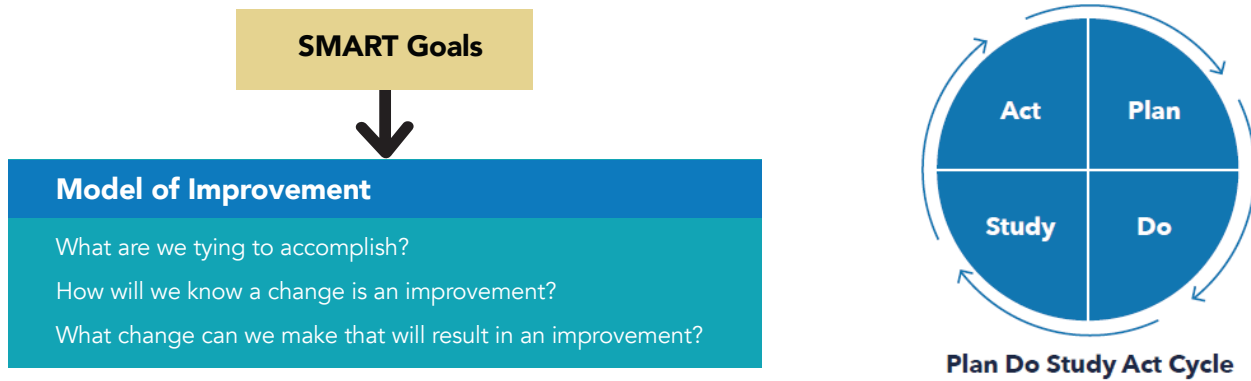 SMART Goals
Model of Improvement
What are we tying to accomplish?
How will we know a change is an improvement?
What change can we make that will result in an improvement?
Act
Plan
Study
Do
Plan Do Study Act Cycle